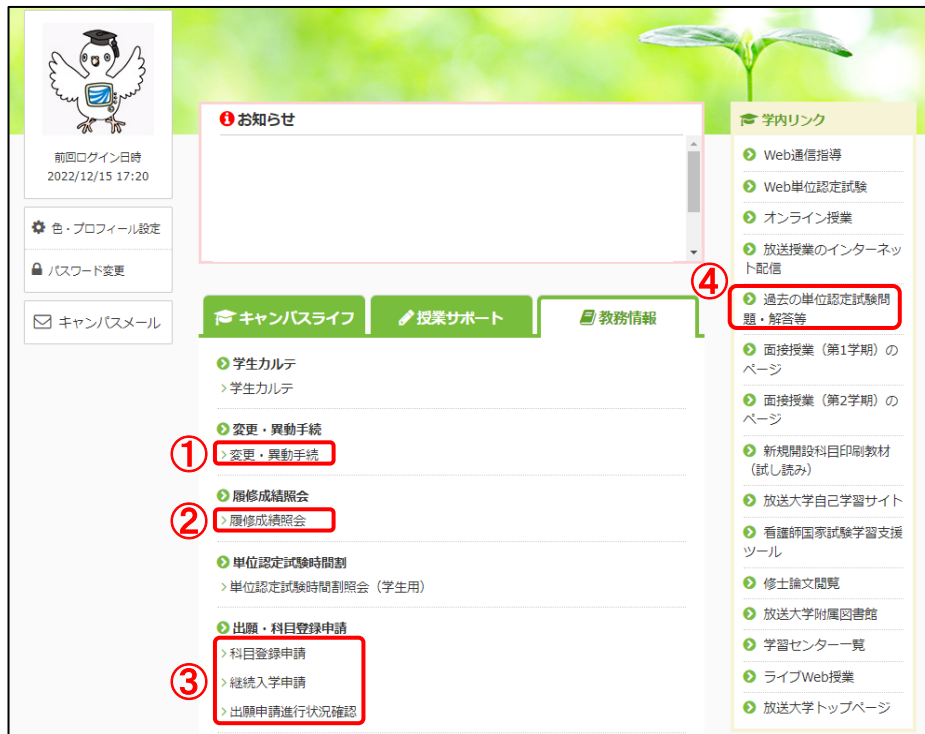 前回ログイン日時
2022/12/15 17:20
色・プロフィール設定
パスワード変更
キャンパスメール
お知らせ
キャンパスライフ
授業サポート
教務情報
学生カルテ
学生カルテ
変更・異動手続
①
変更・異動手続
履修成績照会
②
履修成績照会
単位認定試験時間割
単位認定試験時間割照会（学生用）
出願・科目登録申請
③
科目登録申請
継続入学申請
出願申請進行状況確認
学内リンク
Web通信指導
Web単位認定試験
オンライン授業
放送授業のインターネッ
ト配信
④
過去の単位認定試験問
題・解答等
面接授業（第1学期）の
ページ
面接授業（第2学期）の
ページ
新規開設科目印刷教材
（試し読み）
放送大学自己学習サイト
看護師国家試験学習支援
ツール
修士論文閲覧
放送大学附属図書館
学習センター一覧
ライブWeb授業
放送大学トップページ